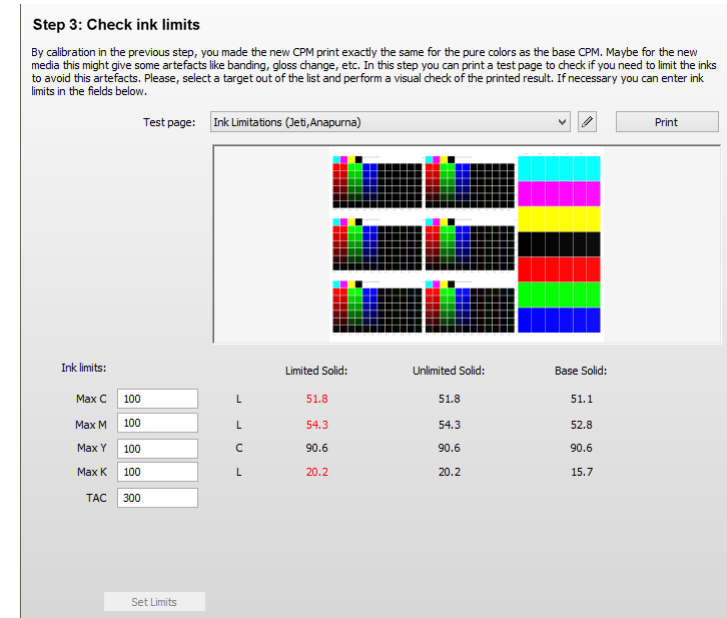 Step 3: Check ink limits
By calibration in the previous step, you made the new CPM print exactly the same for the pure colors as the base CPM. Maybe for the new
media this might give some artefacts like banding, gloss change, etc. In this step you can print a test page to check if you need to limit the inks
to avoid this artefacts. Please, select a target out of the list and perform a visual check of the printed result. If necessary you can enter ink
limits in the fields below.
Test page: Ink Limitations (Jeti,Anapurna) Print
Ink limits: Limited Solid: Unlimited Solid: Base Solid:
Max C 100 L 51.8 51.8 51.1
Max M 100 L 54.3 54.3 52.8
Max Y 100 C 90.6 90.6 90.6
Max K 100 L 20.2 20.2 15.7
TAC 300
Set Limits